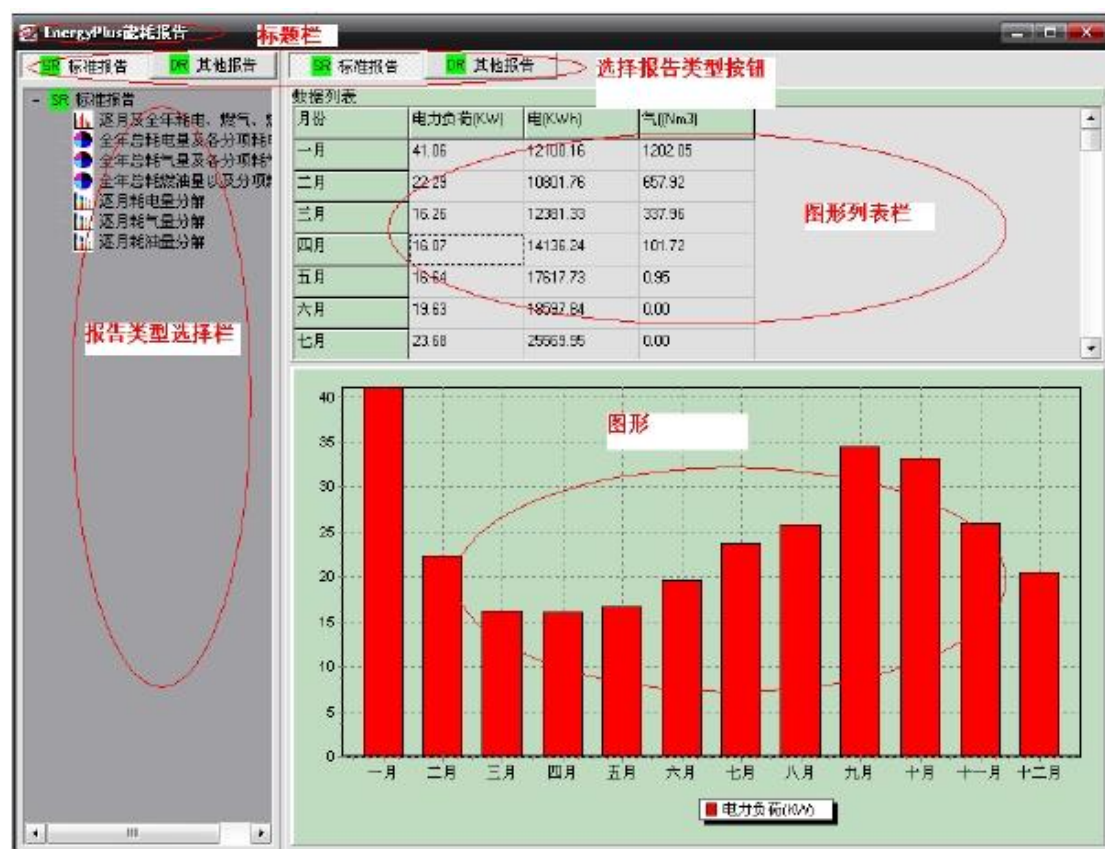 EnergyPlus能耗报告
标题栏
SR 标准报告 DR 其他报告
SR 标准报告 DR 其他报告
选择报告类型按钮
- SR 标准报告
逐月及全年耗电、燃气、
全年总耗电量及各分项耗
全年总耗气量及各分项耗
全年总耗燃油量以及分项
逐月耗电量分解
逐月耗气量分解
逐月耗油量分解
报告类型选择栏
数据列表
月份 电力负荷(KW) 电(KWh) 气(Nm3)
一月 41.06 12108.16 1202.05
二月 22.29 10801.76 657.92
三月 16.26 12381.33 337.96
四月 16.07 14136.24 101.72
五月 16.64 17617.73 0.95
六月 19.63 18597.84 0.00
七月 23.68 25569.95 0.00
图形列表栏
图形
40
35
30
25
20
15
10
5
0
一月 二月 三月 四月 五月 六月 七月 八月 九月 十月 十一月 十二月
电力负荷(KW)